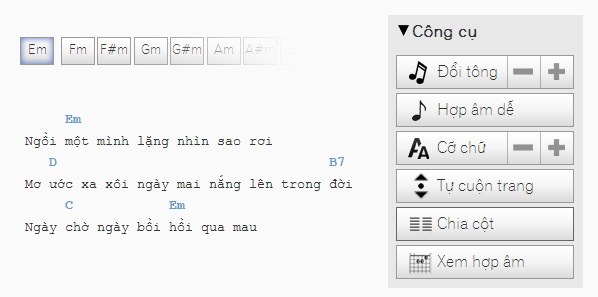 Em Fm F#m Gm G#m Am A#m
Em
Ngồi một mình lặng nhìn sao rơi
D B7
Mơ ước xa xôi ngày mai nắng lên trong đời
C Em
Ngày chờ ngày bồi hồi qua mau
▼Công cụ
Đổi tông
Hợp âm dễ
Cỡ chữ
Tự cuộn trang
Chia cột
Xem hợp âm